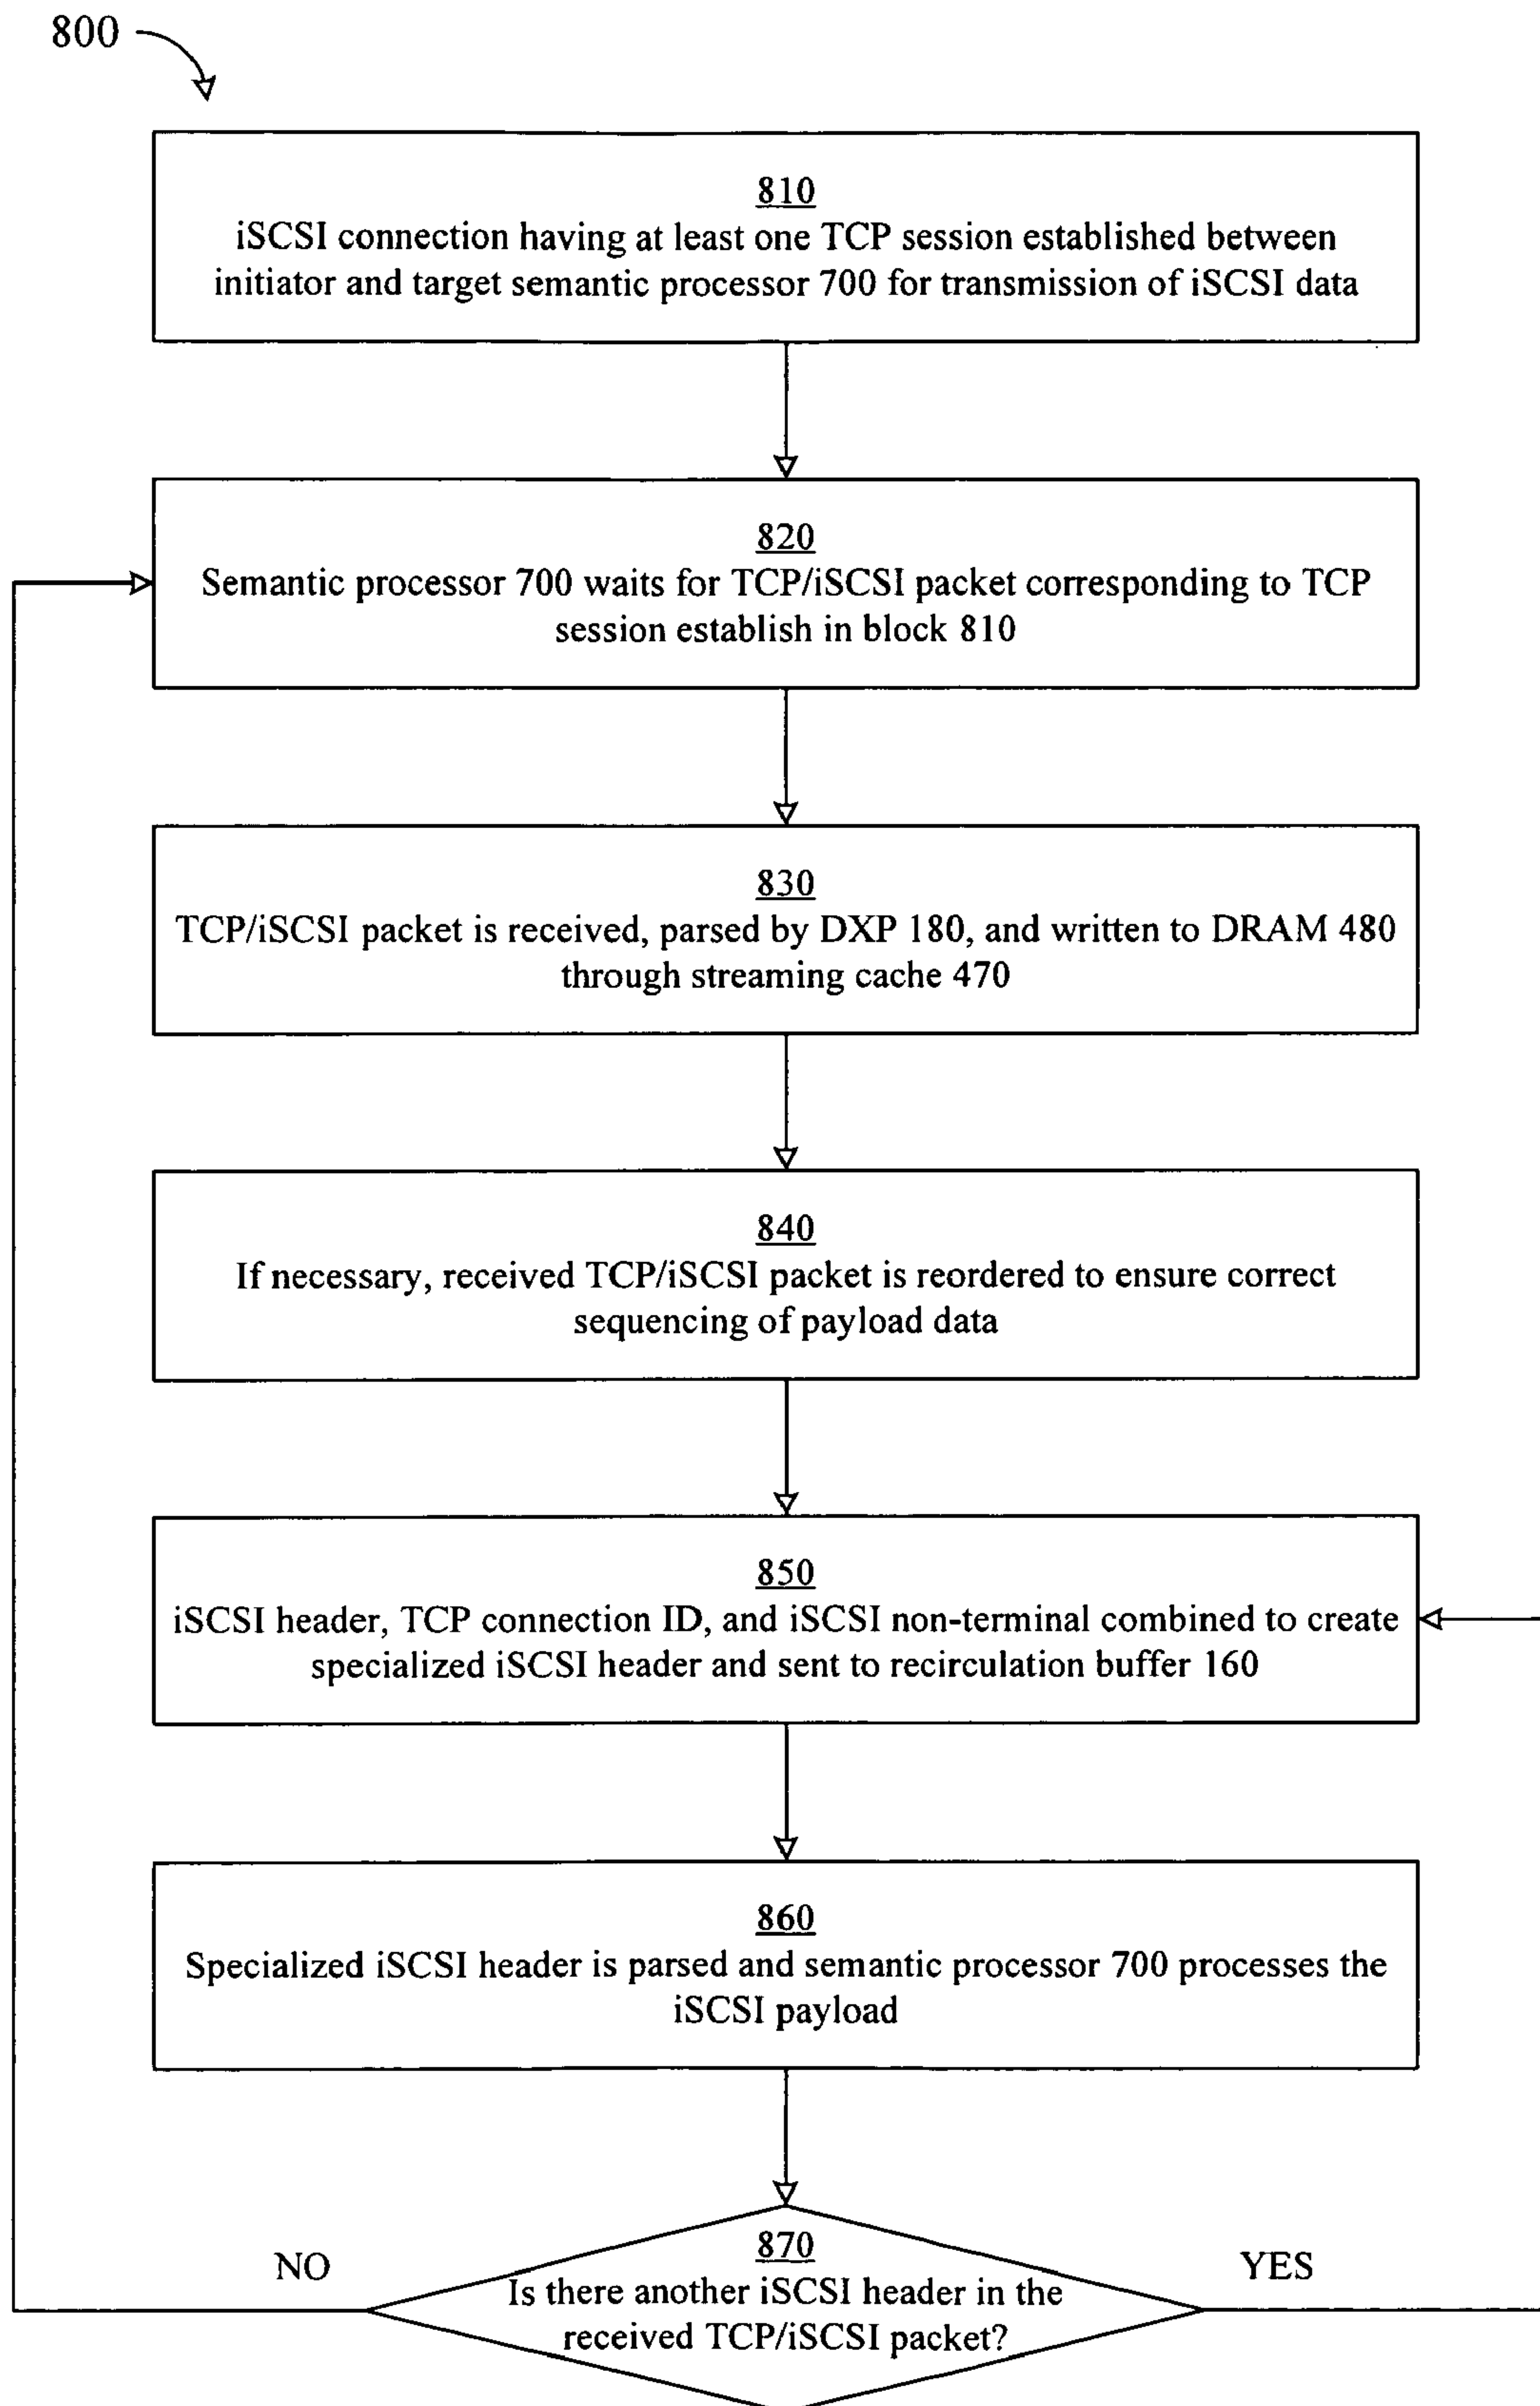 800
810
iSCSI connection having at least one TCP session established between
initiator and target semantic processor 700 for transmission of iSCSI data
820
Semantic processor 700 waits for TCP/iSCSI packet corresponding to TCP
session establish in block 810
830
TCP/iSCSI packet is received, parsed by DXP 180, and written to DRAM 480
through streaming cache 470
840
If necessary, received TCP/iSCSI packet is reordered to ensure correct
sequencing of payload data
850
iSCSI header, TCP connection ID, and iSCSI non-terminal combined to create
specialized iSCSI header and sent to recirculation buffer 160
860
Specialized iSCSI header is parsed and semantic processor 700 processes the
iSCSI payload
870
NO
YES
Is there another iSCSI header in the
received TCP/iSCSI packet?